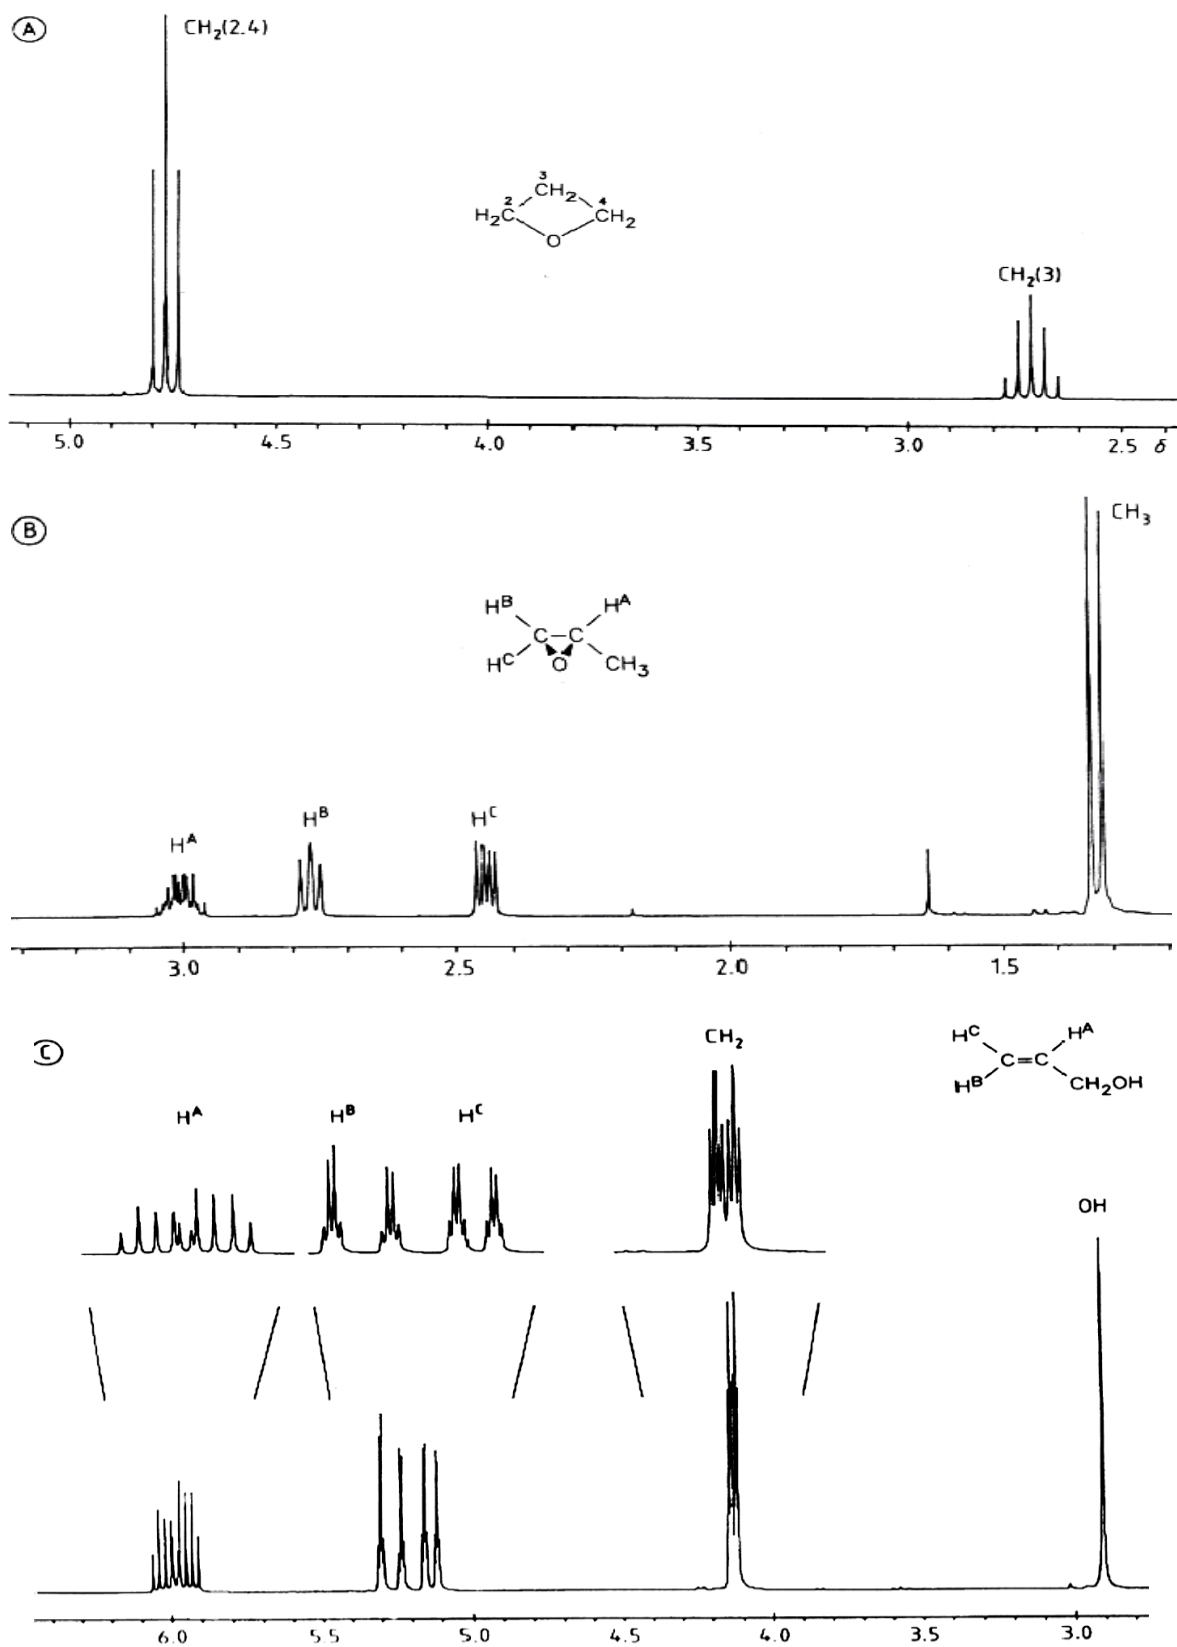 A
CH₂(2.4)
3
CH₂
2
4
H₂C
CH₂
O
CH₂(3)
5.0 4.5 4.0 3.5 3.0 2.5 δ
B
CH₃
Hᴮ Hᴬ
C C
Hᶜ O CH₃
Hᴬ Hᴮ Hᶜ
3.0 2.5 2.0 1.5
C
CH₂
Hᶜ Hᴬ
C=C
Hᴮ CH₂OH
Hᴬ Hᴮ Hᶜ
OH
6.0 5.5 5.0 4.5 4.0 3.5 3.0